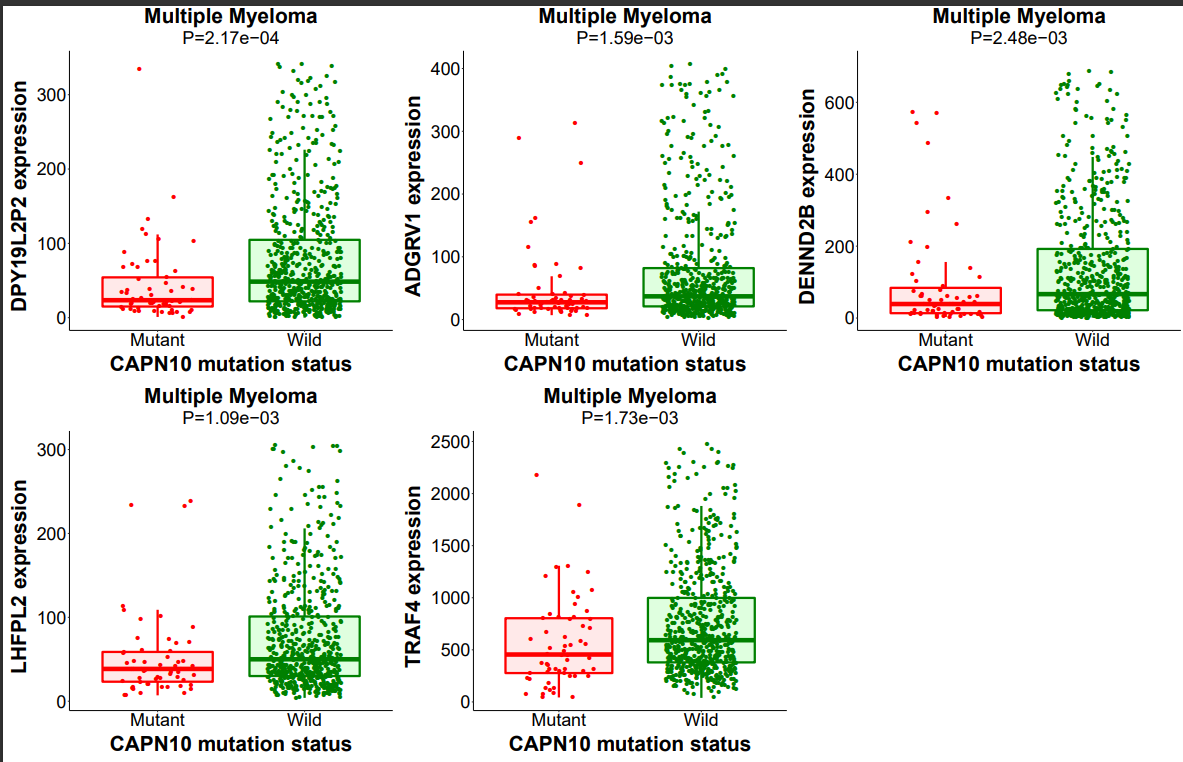 Multiple Myeloma
P=2.17e−04
DPY19L2P2 expression
300
200
100
0
Mutant Wild
CAPN10 mutation status
Multiple Myeloma
P=1.59e−03
ADGRV1 expression
400
300
200
100
0
Mutant Wild
CAPN10 mutation status
Multiple Myeloma
P=2.48e−03
DENND2B expression
600
400
200
0
Mutant Wild
CAPN10 mutation status
Multiple Myeloma
P=1.09e−03
LHFPL2 expression
300
200
100
0
Mutant Wild
CAPN10 mutation status
Multiple Myeloma
P=1.73e−03
TRAF4 expression
2500
2000
1500
1000
500
0
Mutant Wild
CAPN10 mutation status